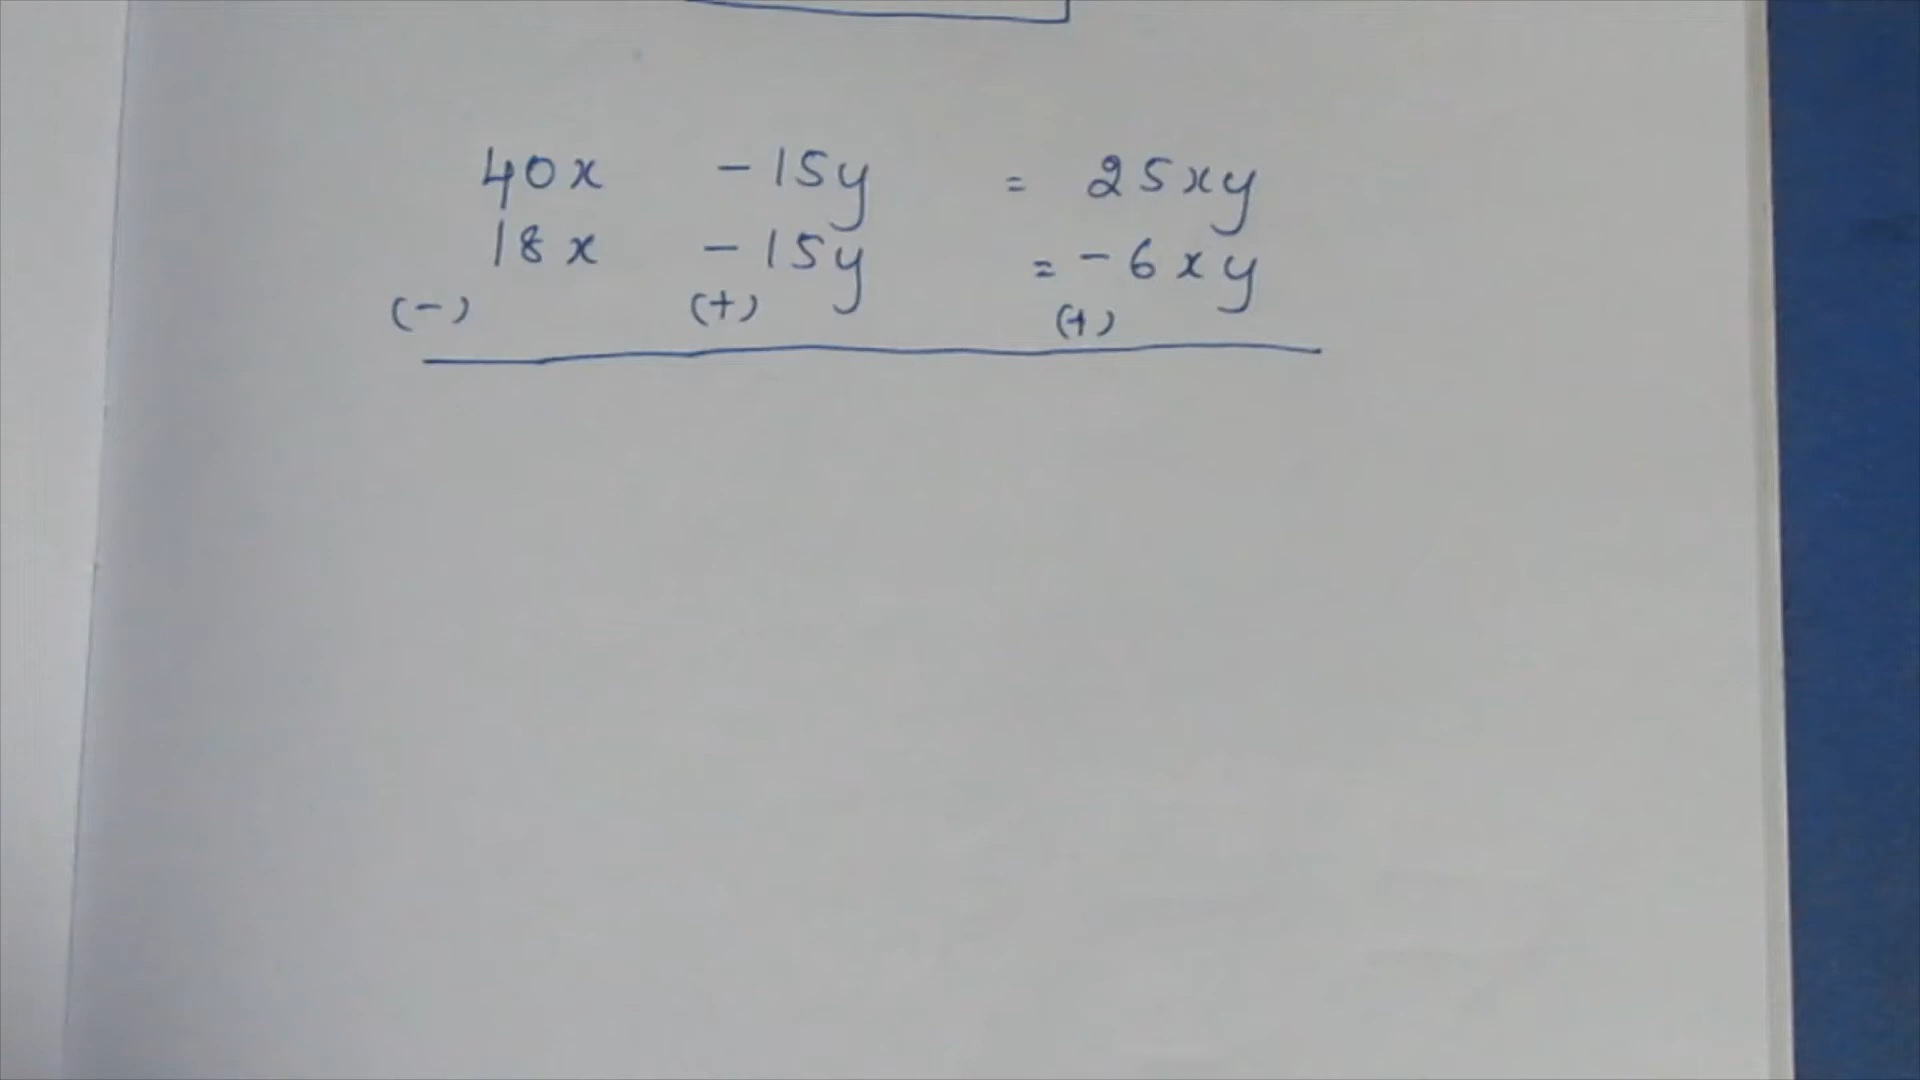 40x - 15y = 25xy
18x - 15y = -6xy
(-) (+) (+)